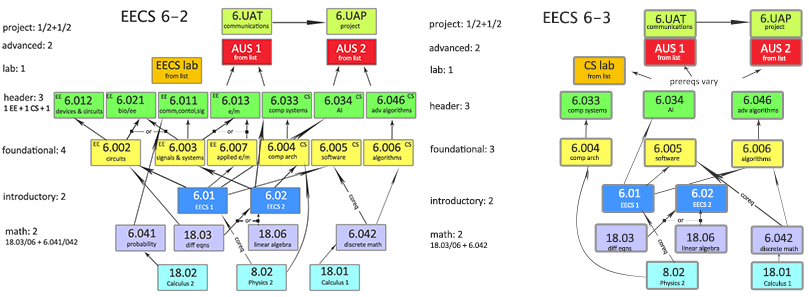 EECS 6-2
6.UAT
communications
6.UAP
project
project: 1/2+1/2
advanced: 2
AUS 1
from list
AUS 2
from list
lab: 1
EECS lab
from list
header: 3
1 EE + 1 CS + 1
EE
6.012
devices & circuits
EE
6.021
bio/ee
EE
6.011
comm,contol,sig
EE
6.013
e/m
6.033
CS
comp systems
6.034
CS
AI
6.046
CS
adv algorithms
or
or
foundational: 4
EE
6.002
circuits
EE
6.003
signals & systems
EE
6.007
applied e/m
6.004
CS
comp arch
6.005
CS
software
6.006
CS
algorithms
introductory: 2
6.01
EECS 1
6.02
EECS 2
or
coreq
coreq
math: 2
18.03/06 + 6.041/042
6.041
probability
18.03
diff eqns
18.06
linear algebra
6.042
discrete math
18.02
Calculus 2
8.02
Physics 2
18.01
Calculus 1
EECS 6-3
6.UAT
communications
6.UAP
project
project: 1/2+1/2
advanced: 2
AUS 1
from list
AUS 2
from list
lab: 1
CS lab
from list
prereqs vary
header: 3
6.033
comp systems
6.034
AI
6.046
adv algorithms
foundational: 3
6.004
comp arch
6.005
software
6.006
algorithms
introductory: 2
6.01
EECS 1
6.02
EECS 2
or
coreq
coreq
math: 2
18.03/06 + 6.042
18.03
diff eqns
18.06
linear algebra
6.042
discrete math
8.02
Physics 2
18.01
Calculus 1